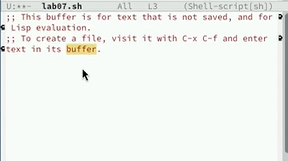 U:**- lab07.sh All L3 (Shell-script[sh])
;; This buffer is for text that is not saved, and for
Lisp evaluation.
;; To create a file, visit it with C-x C-f and enter
text in its buffer.